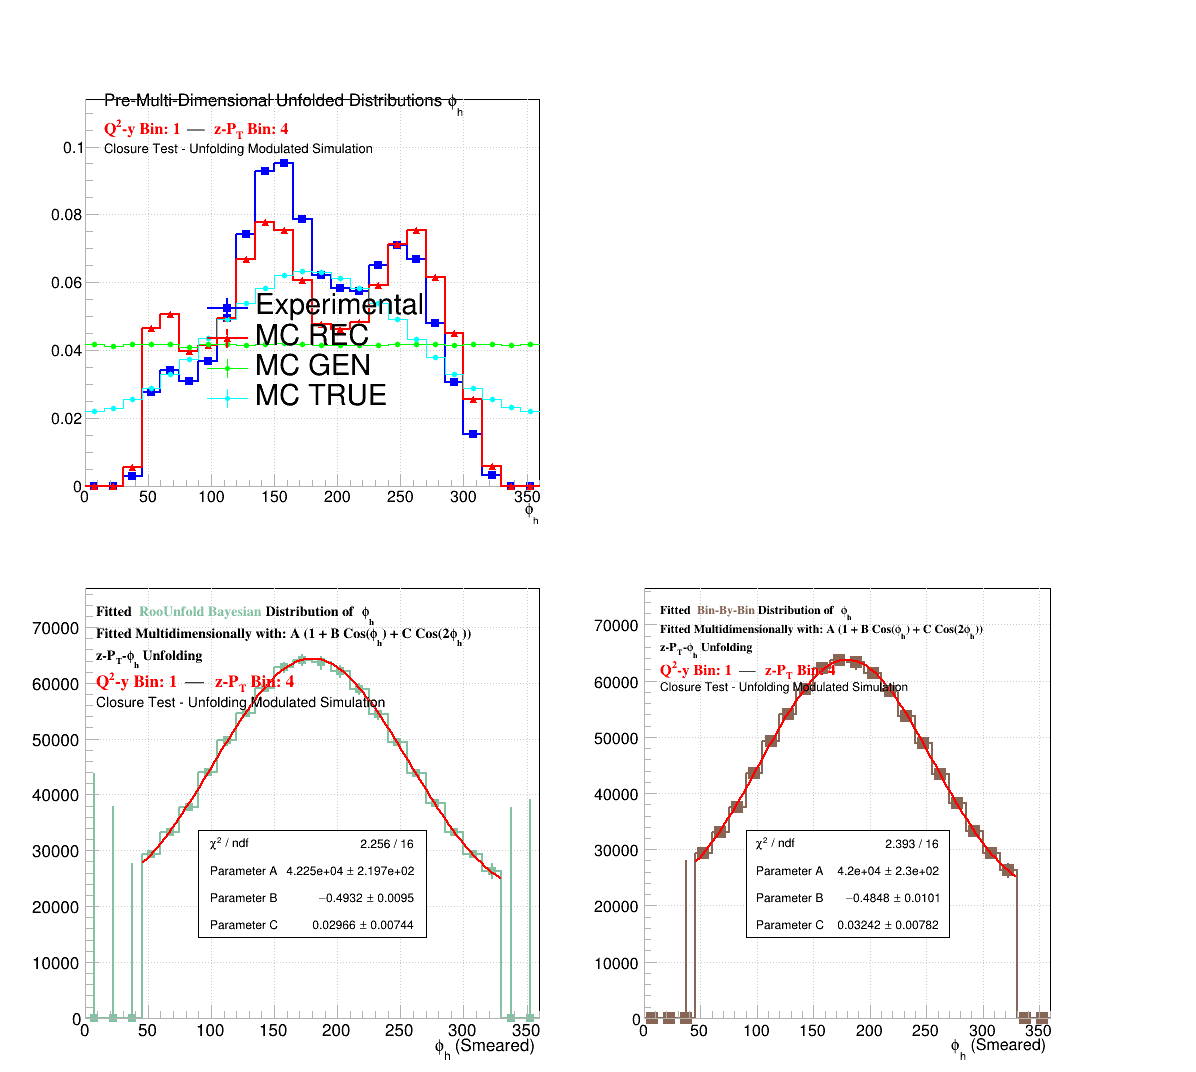 Pre-Multi-Dimensional Unfolded Distributions ϕh
Q2-y Bin: 1 — z-PT Bin: 4
Closure Test - Unfolding Modulated Simulation
0.1
0.08
0.06
0.04
0.02
0
Experimental
MC REC
MC GEN
MC TRUE
0 50 100 150 200 250 300 350
ϕh
Fitted RooUnfold Bayesian Distribution of ϕh
Fitted Multidimensionally with: A (1 + B Cos(ϕh) + C Cos(2ϕh))
z-PT-ϕh Unfolding
Q2-y Bin: 1 — z-PT Bin: 4
Closure Test - Unfolding Modulated Simulation
70000
60000
50000
40000
30000
20000
10000
0
χ2 / ndf 2.256 / 16
Parameter A 4.225e+04 ± 2.197e+02
Parameter B −0.4932 ± 0.0095
Parameter C 0.02966 ± 0.00744
0 50 100 150 200 250 300 350
ϕh (Smeared)
Fitted Bin-By-Bin Distribution of ϕh
Fitted Multidimensionally with: A (1 + B Cos(ϕh) + C Cos(2ϕh))
z-PT-ϕh Unfolding
Q2-y Bin: 1 — z-PT Bin: 4
Closure Test - Unfolding Modulated Simulation
70000
60000
50000
40000
30000
20000
10000
0
χ2 / ndf 2.393 / 16
Parameter A 4.2e+04 ± 2.3e+02
Parameter B −0.4848 ± 0.0101
Parameter C 0.03242 ± 0.00782
0 50 100 150 200 250 300 350
ϕh (Smeared)